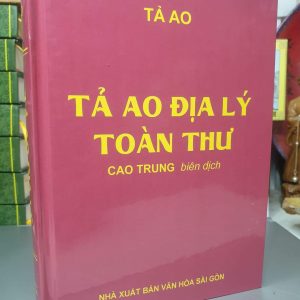 TẢ AO
TẢ AO ĐỊA LÝ
TOÀN THƯ
CAO TRUNG biên dịch
NHÀ XUẤT BẢN VĂN HÓA SÀI GÒN